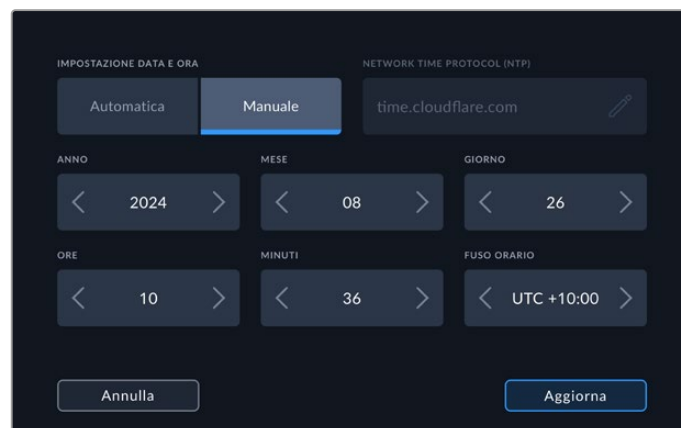 IMPOSTAZIONE DATA E ORA
NETWORK TIME PROTOCOL (NTP)
Automatica
Manuale
time.cloudflare.com
ANNO
MESE
GIORNO
2024
08
26
ORE
MINUTI
FUSO ORARIO
10
36
UTC +10:00
Annulla
Aggiorna